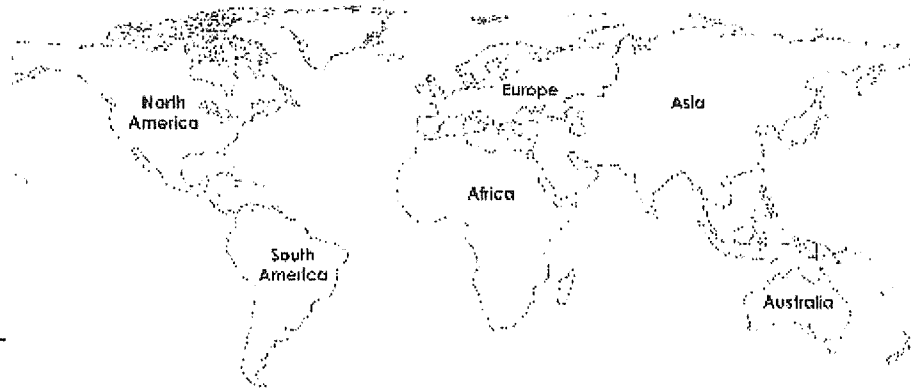 North
America
Europe
Asia
Africa
South
America
Australia